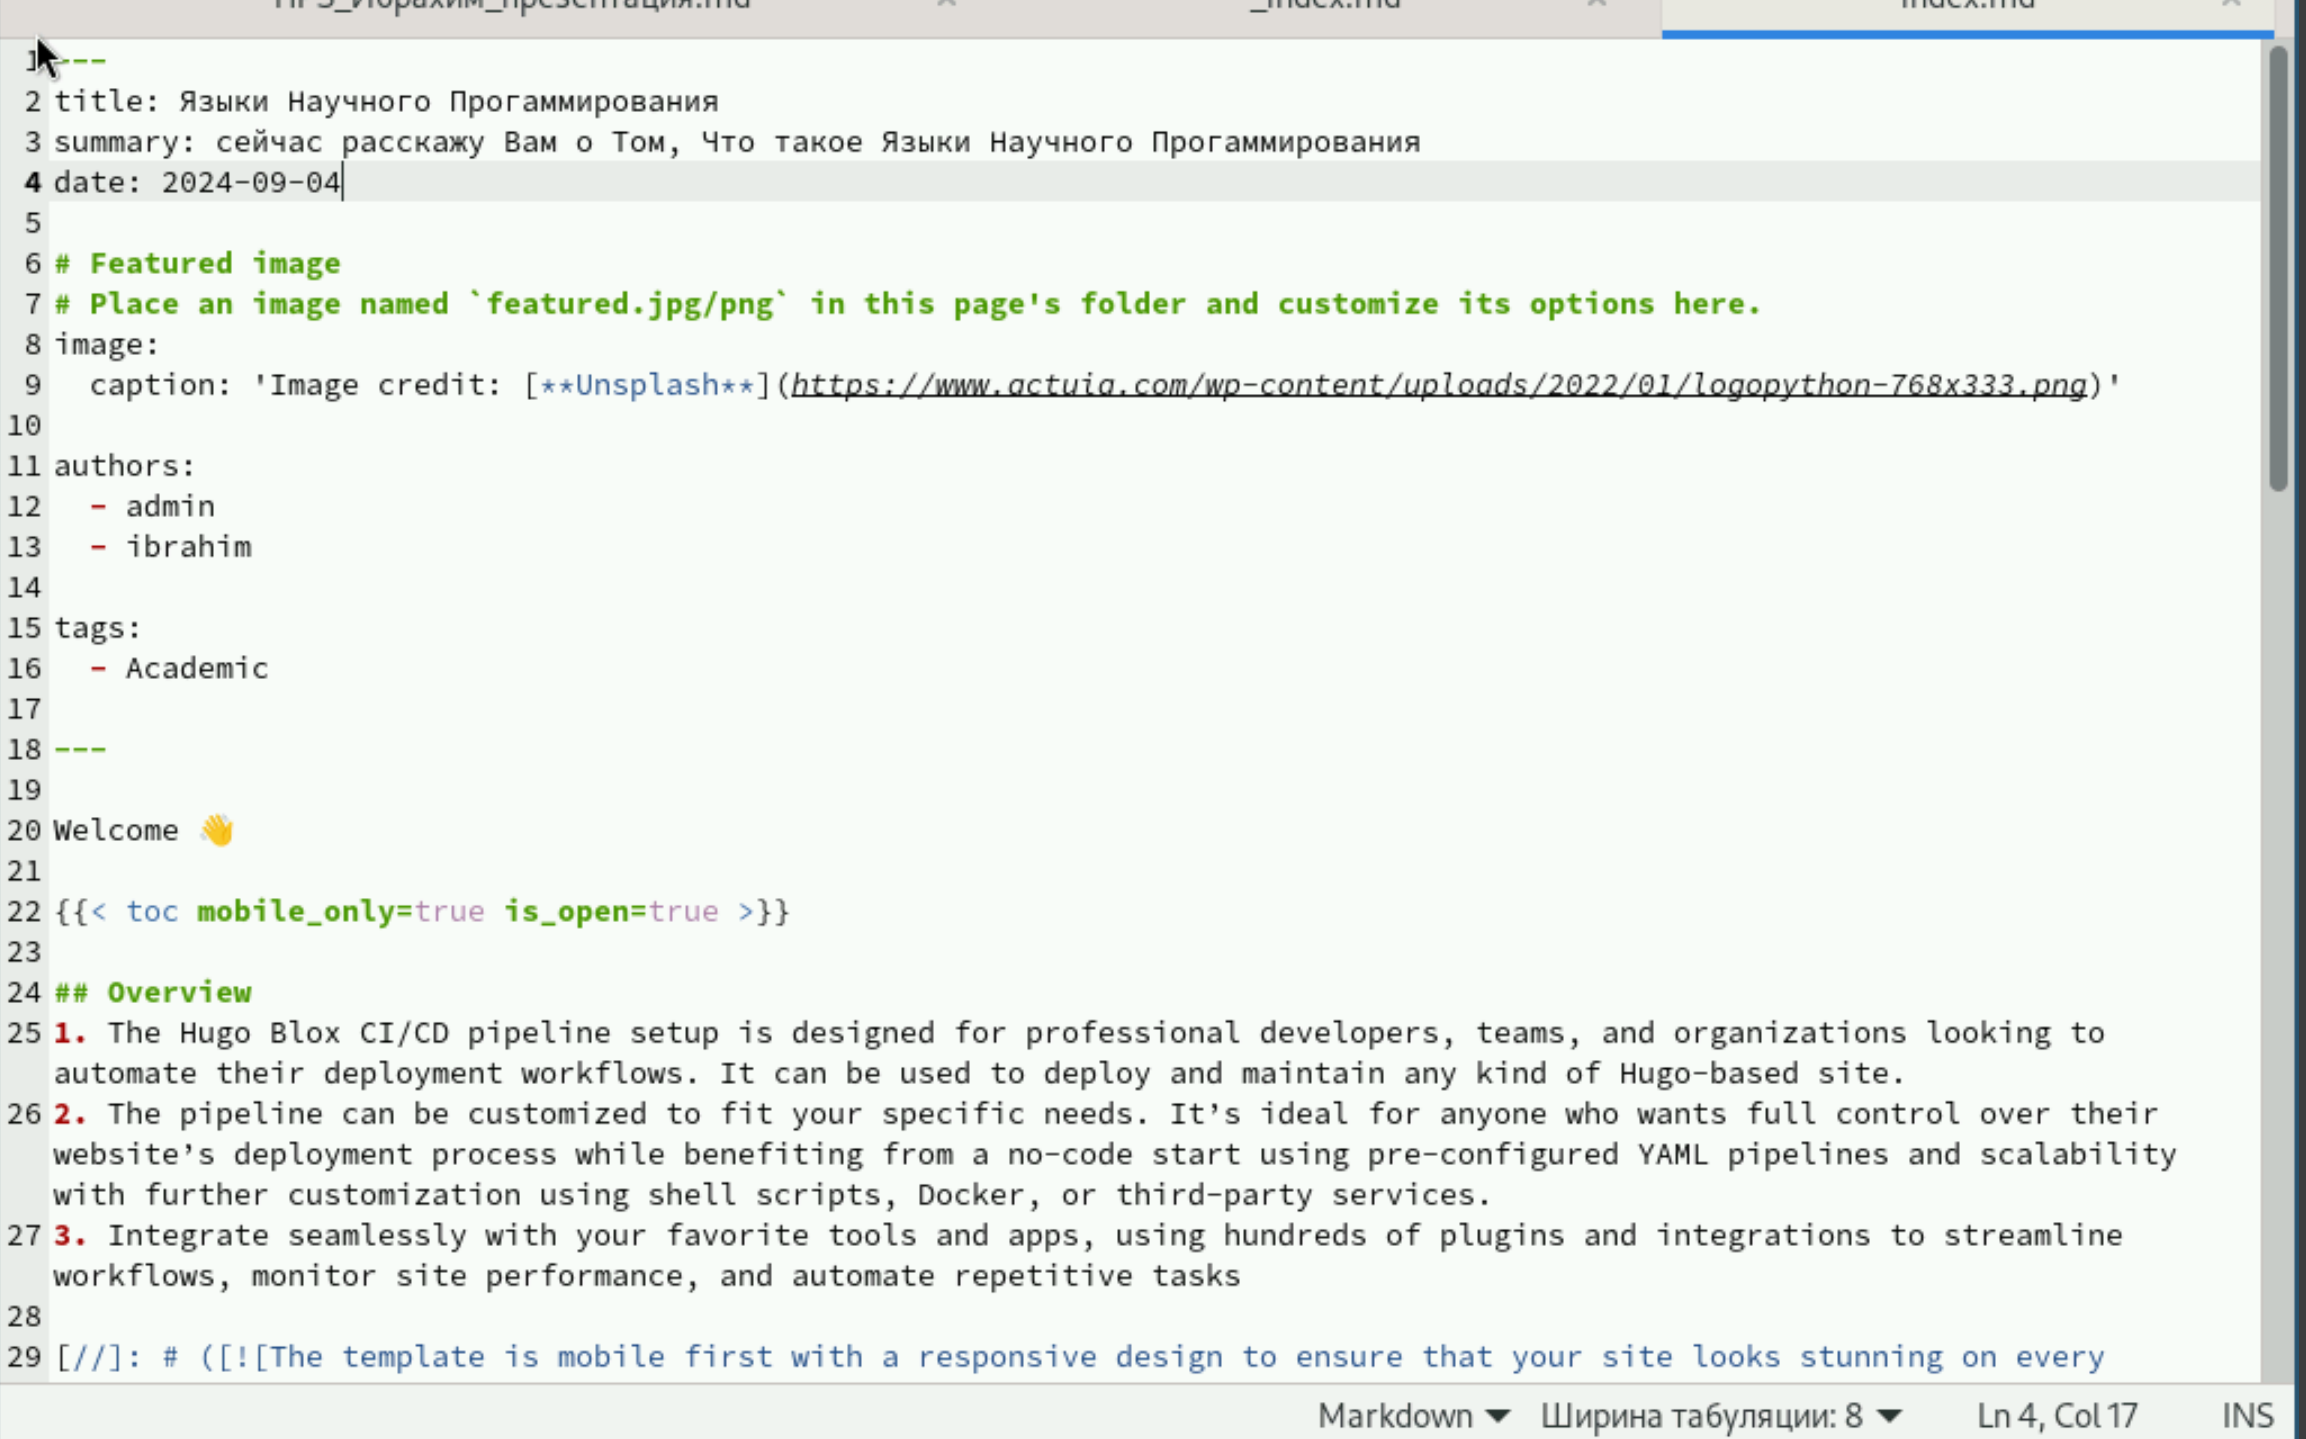 _index.md
index.md
1 ---
2 title: Языки Научного Прогаммирования
3 summary: сейчас расскажу Вам о Том, Что такое Языки Научного Прогаммирования
4 date: 2024-09-04
5
6 # Featured image
7 # Place an image named `featured.jpg/png` in this page's folder and customize its options here.
8 image:
9   caption: 'Image credit: [**Unsplash**](https://www.actuia.com/wp-content/uploads/2022/01/logopython-768x333.png)'
10
11 authors:
12   - admin
13   - ibrahim
14
15 tags:
16   - Academic
17
18 ---
19
20 Welcome 👋
21
22 {{< toc mobile_only=true is_open=true >}}
23
24 ## Overview
25 1. The Hugo Blox CI/CD pipeline setup is designed for professional developers, teams, and organizations looking to
automate their deployment workflows. It can be used to deploy and maintain any kind of Hugo-based site.
26 2. The pipeline can be customized to fit your specific needs. It’s ideal for anyone who wants full control over their
website’s deployment process while benefiting from a no-code start using pre-configured YAML pipelines and scalability
with further customization using shell scripts, Docker, or third-party services.
27 3. Integrate seamlessly with your favorite tools and apps, using hundreds of plugins and integrations to streamline
workflows, monitor site performance, and automate repetitive tasks
28
29 [//]: # ([![The template is mobile first with a responsive design to ensure that your site looks stunning on every
Markdown Ширина табуляции: 8 Ln 4, Col 17 INS